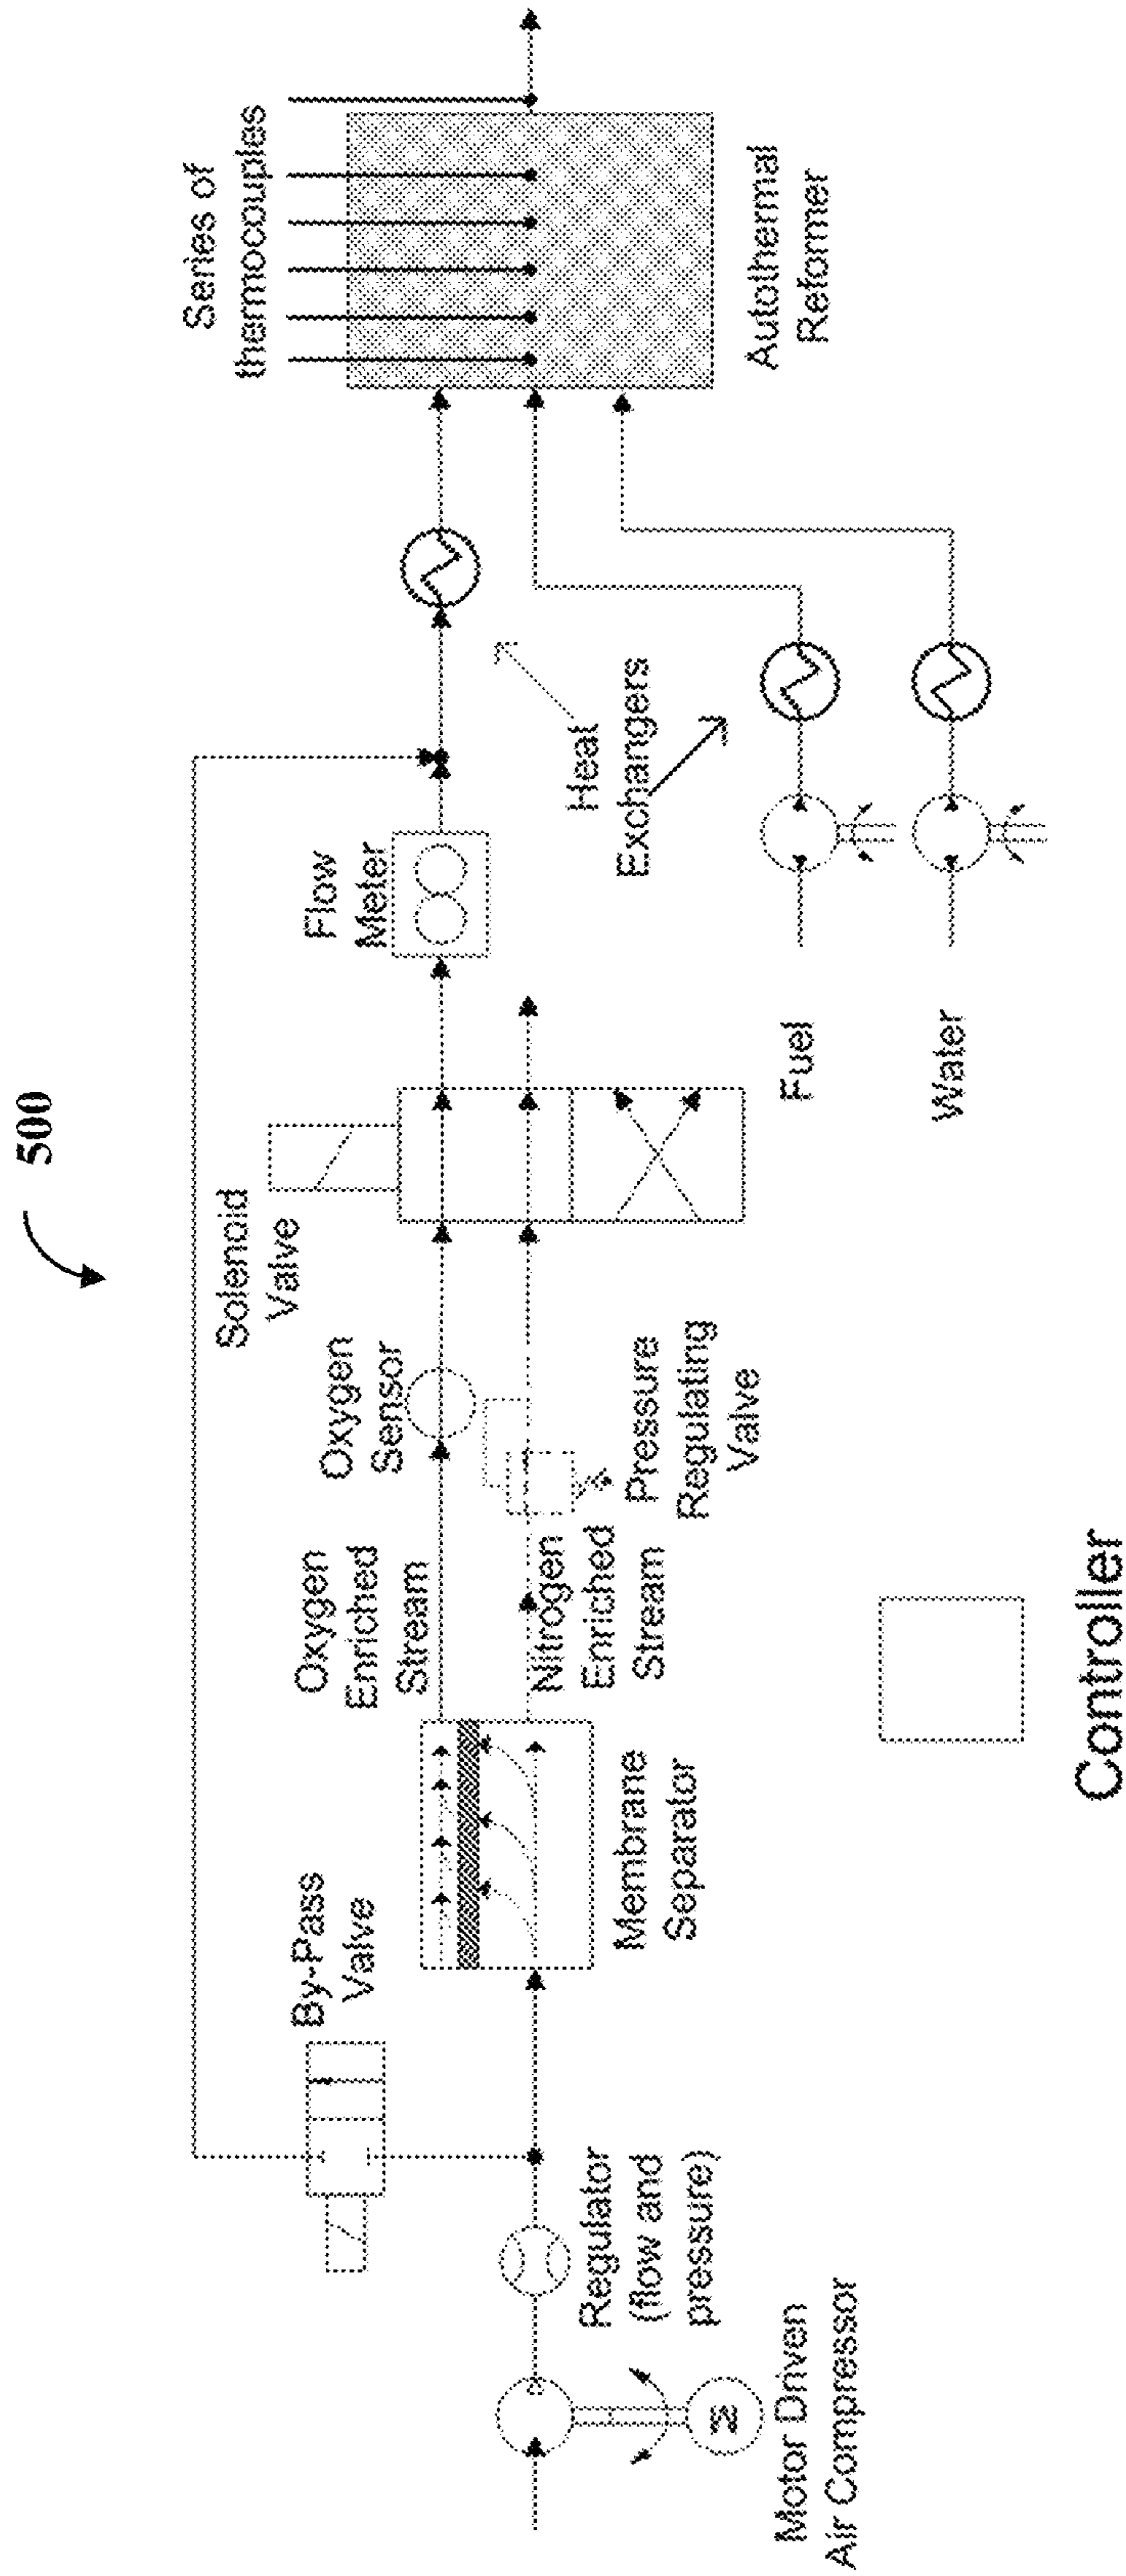 500
Series of
thermocouples
Autothermal
Reformer
Flow
Meter
Heat
Exchangers
Fuel
Water
Solenoid
Valve
Oxygen
Sensor
Pressure
Regulating
Valve
Oxygen
Enriched
Stream
Nitrogen
Enriched
Stream
By-Pass
Valve
Membrane
Separator
Regulator
(flow and
pressure)
M
Motor Driven
Air Compressor
Controller